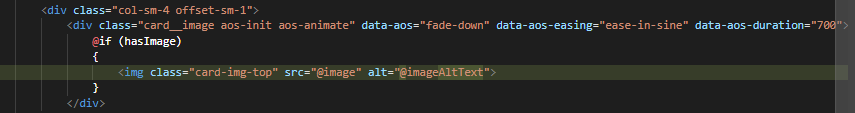 <div class="col-sm-4 offset-sm-1">
<div class="card__image aos-init aos-animate" data-aos="fade-down" data-aos-easing="ease-in-sine" data-aos-duration="700">
@if (hasImage)
{
<img class="card-img-top" src="@image" alt="@imageAltText">
}
</div>